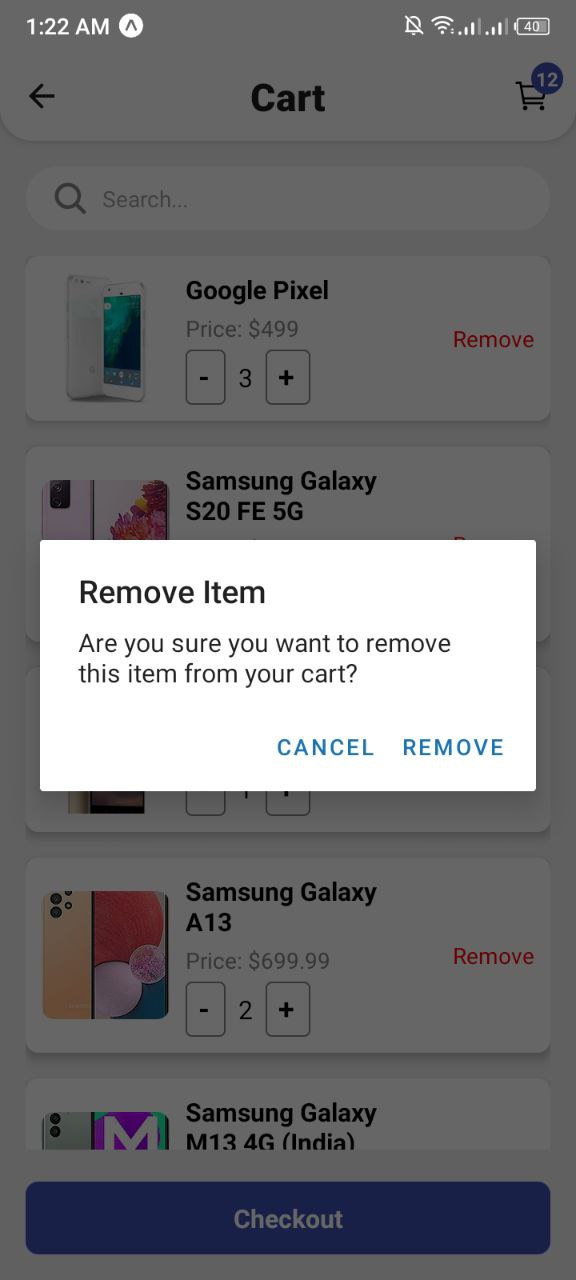 1:22 AM
40
Cart
12
Search...
Google Pixel
Price: $499
Remove
- 3 +
Samsung Galaxy
S20 FE 5G
Remove Item
Are you sure you want to remove
this item from your cart?
CANCEL REMOVE
Samsung Galaxy
A13
Price: $699.99
Remove
- 2 +
Samsung Galaxy
M13 4G (India)
Checkout